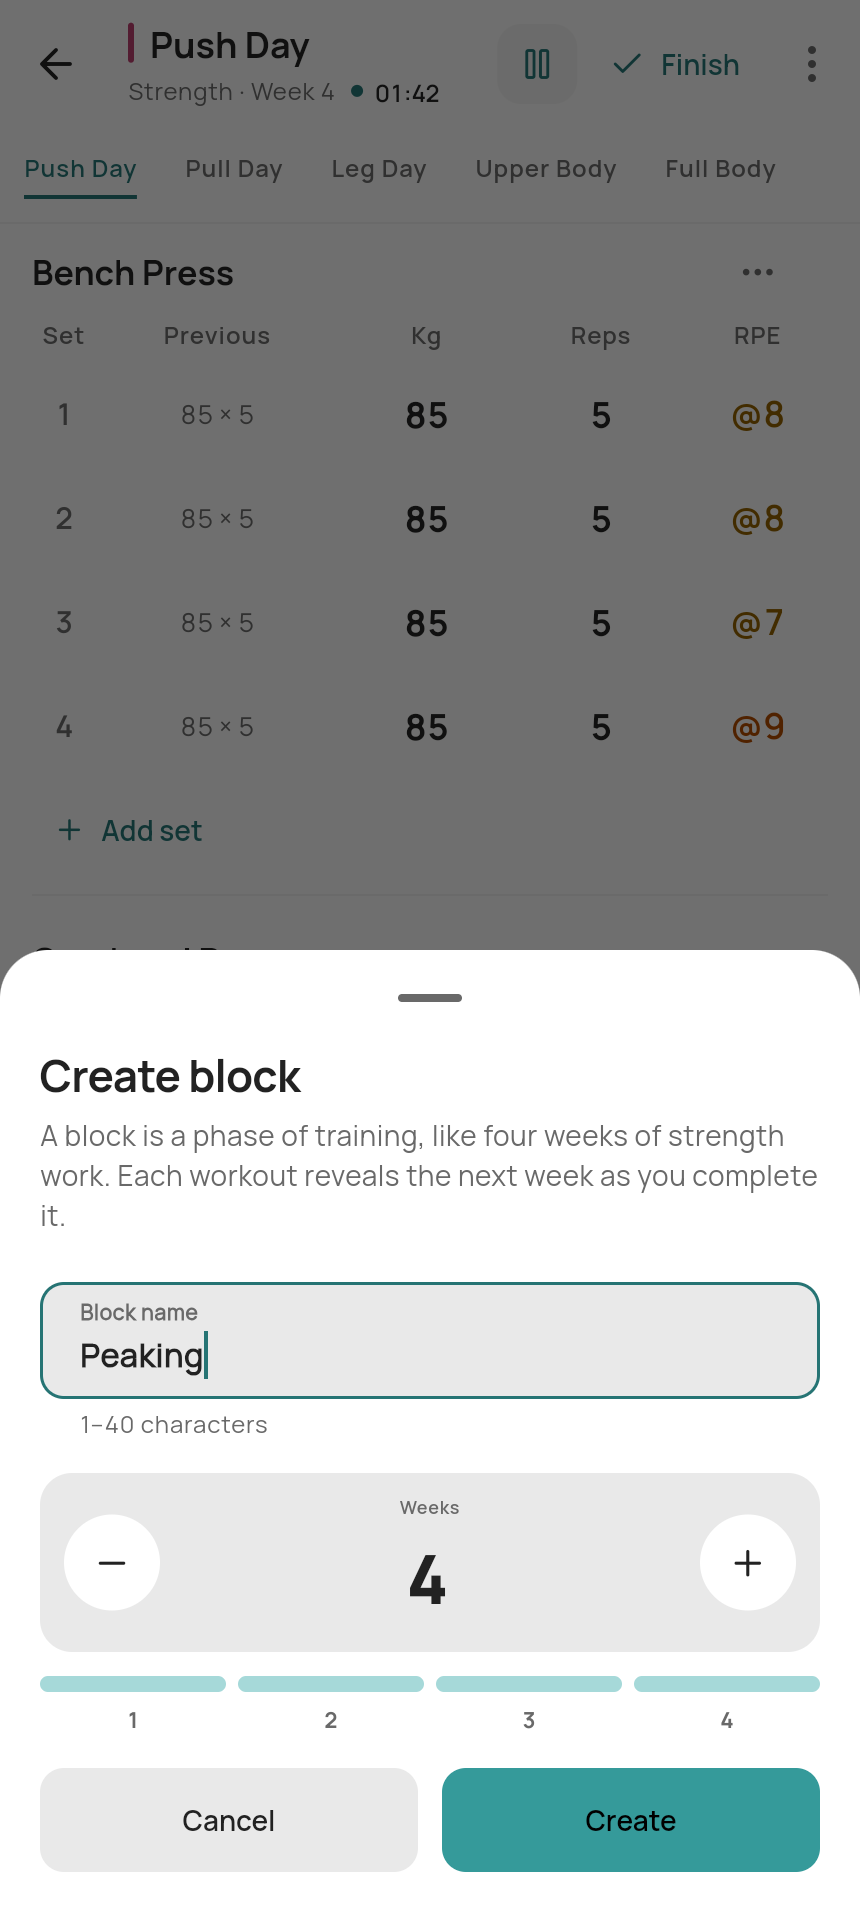 Push Day
Finish
Strength · Week 4 • 01:42
Push Day Pull Day Leg Day Upper Body Full Body
Bench Press
Set Previous Kg Reps RPE
1 85 × 5 85 5 @8
2 85 × 5 85 5 @8
3 85 × 5 85 5 @7
4 85 × 5 85 5 @9
+ Add set
Create block
A block is a phase of training, like four weeks of strength
work. Each workout reveals the next week as you complete
it.
Block name
Peaking
1–40 characters
Weeks
4
1 2 3 4
Cancel Create